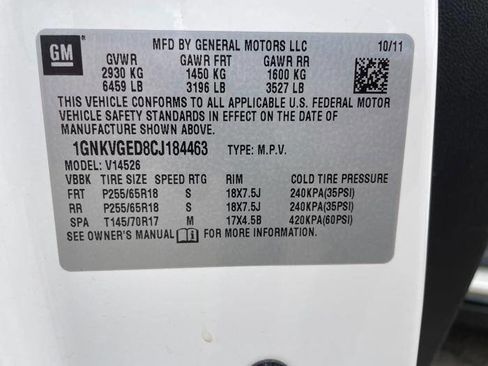 GM
MFD BY GENERAL MOTORS LLC 10/11
GVWR GAWR FRT GAWR RR
2930 KG 1450 KG 1600 KG
6459 LB 3196 LB 3527 LB
THIS VEHICLE CONFORMS TO ALL APPLICABLE U.S. FEDERAL MOTOR
VEHICLE SAFETY STANDARDS IN EFFECT ON THE DATE OF
MANUFACTURE SHOWN ABOVE.
1GNKVGED8CJ184463 TYPE: M.P.V.
MODEL: V14526
VBBK TIRE SIZE SPEED RTG RIM COLD TIRE PRESSURE
FRT P255/65R18 S 18X7.5J 240KPA(35PSI)
RR P255/65R18 S 18X7.5J 240KPA(35PSI)
SPA T145/70R17 M 17X4.5B 420KPA(60PSI)
SEE OWNER'S MANUAL FOR MORE INFORMATION.